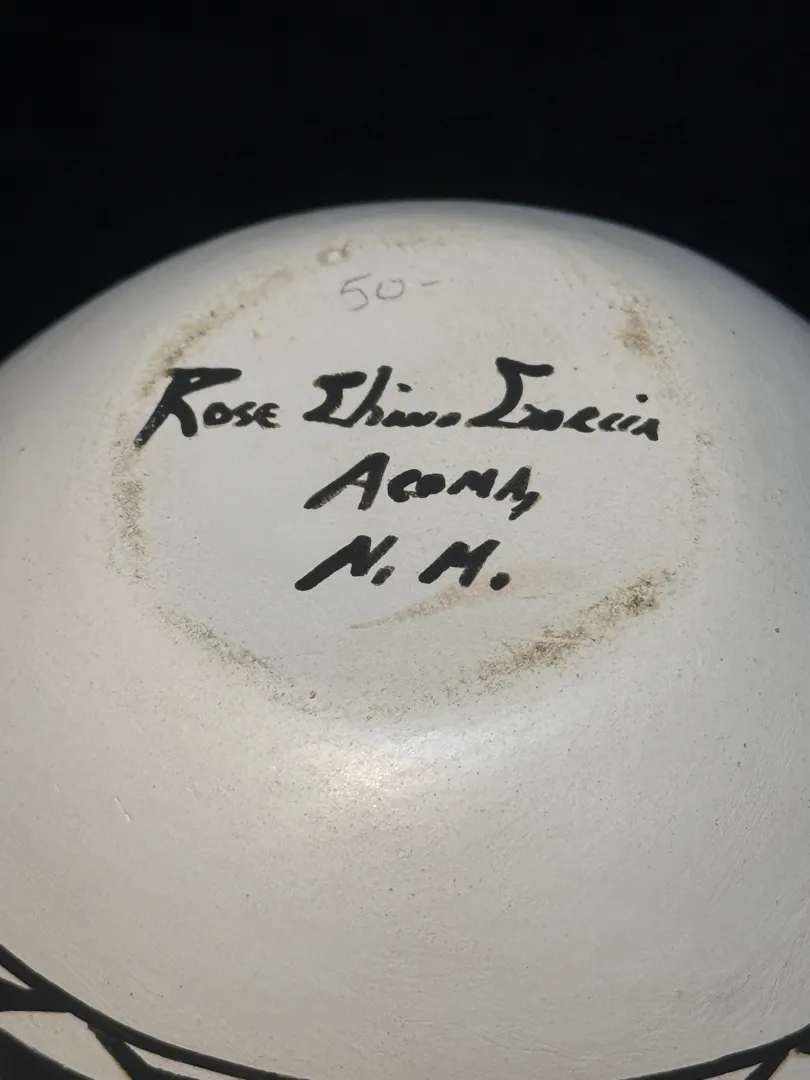 50-
Rose Chino Garcia
Acoma,
N. M.